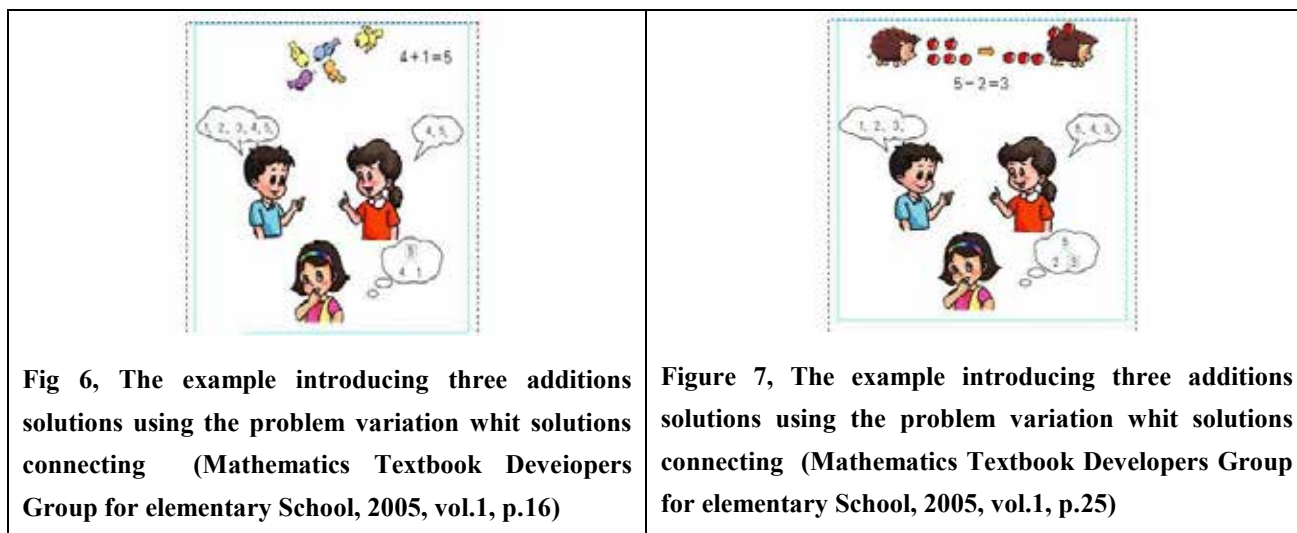 4+1=5
1, 2, 3, 4, 5,
4, 5,
5
4 1
Fig 6, The example introducing three additions
solutions using the problem variation whit solutions
connecting (Mathematics Textbook Deveiopers
Group for elementary School, 2005, vol.1, p.16)
5-2=3
1, 2, 3,
5, 4, 3,
5
2 3
Figure 7, The example introducing three additions
solutions using the problem variation whit solutions
connecting (Mathematics Textbook Developers Group
for elementary School, 2005, vol.1, p.25)